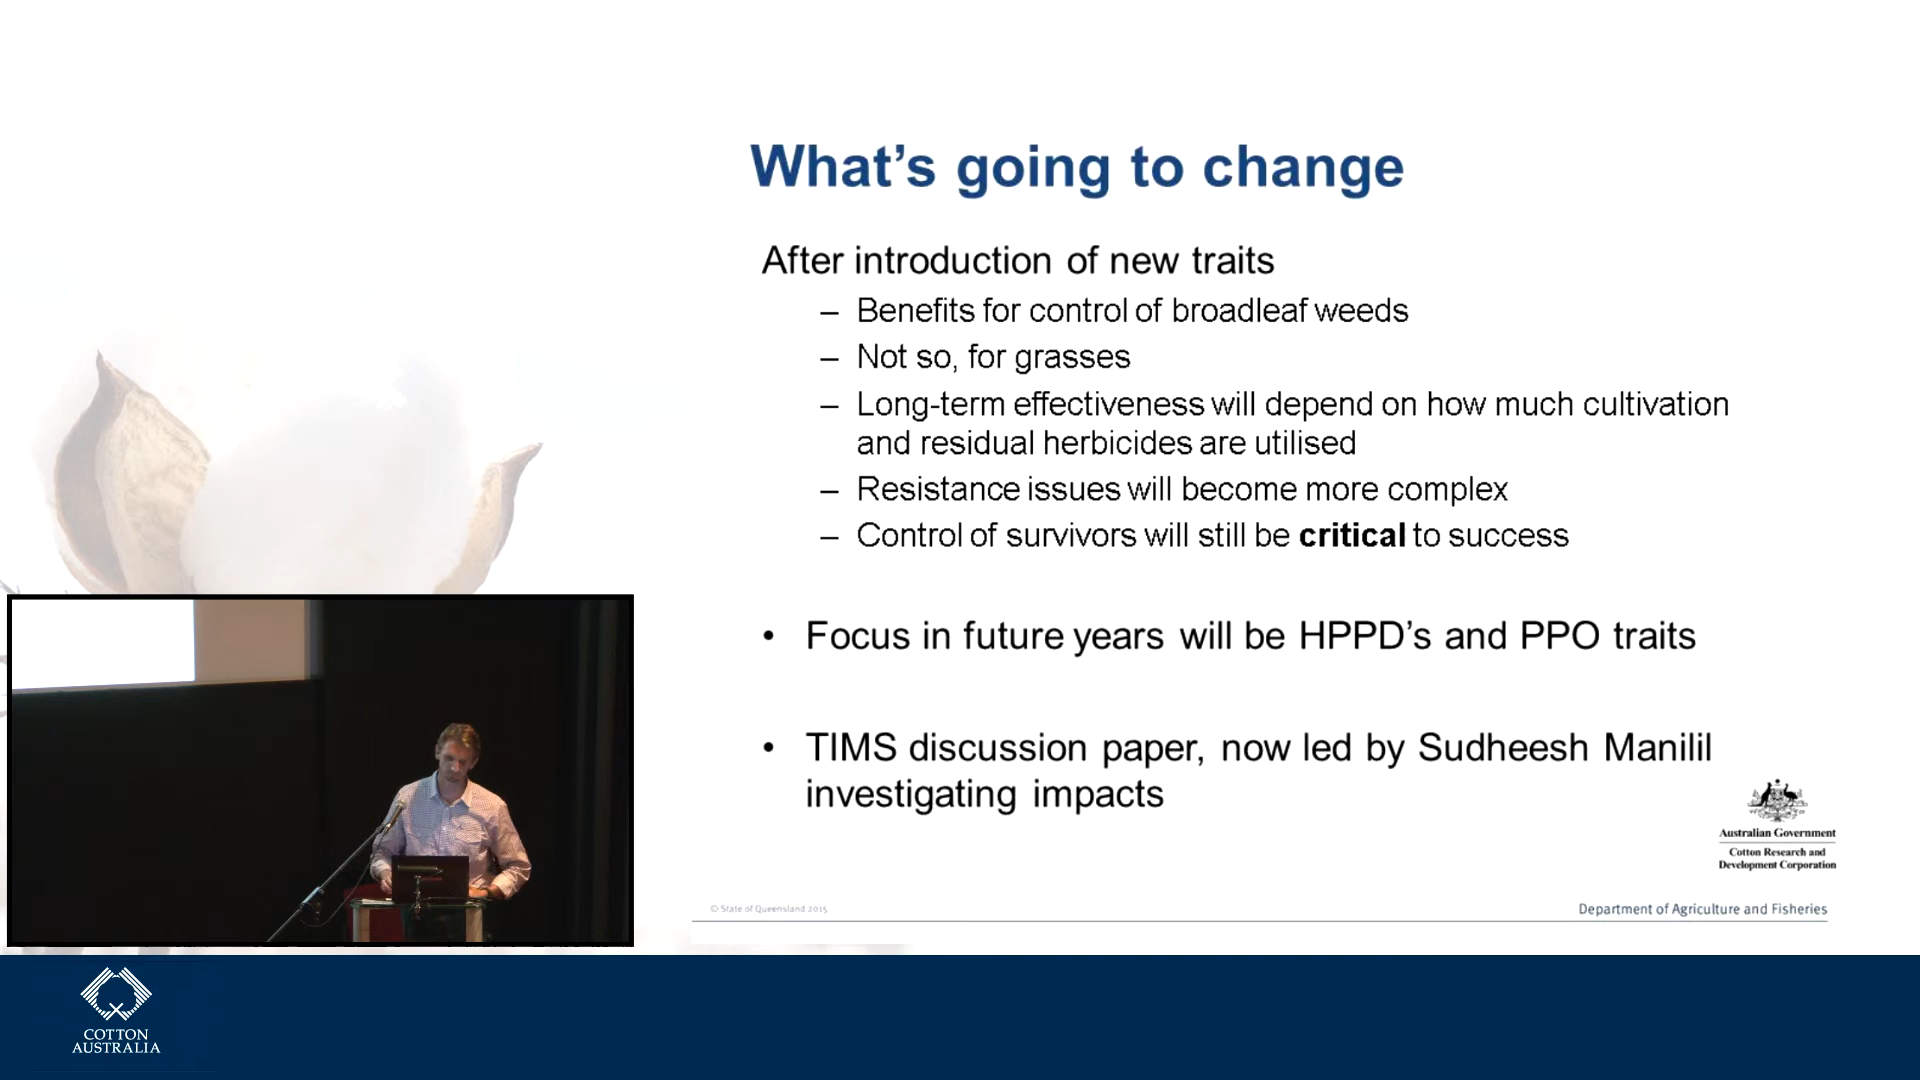 What's going to change
After introduction of new traits
– Benefits for control of broadleaf weeds
– Not so, for grasses
– Long-term effectiveness will depend on how much cultivation
and residual herbicides are utilised
– Resistance issues will become more complex
– Control of survivors will still be critical to success
• Focus in future years will be HPPD's and PPO traits
• TIMS discussion paper, now led by Sudheesh Manilil
investigating impacts
Australian Government
Cotton Research and
Development Corporation
© State of Queensland 2015
Department of Agriculture and Fisheries
COTTON
AUSTRALIA